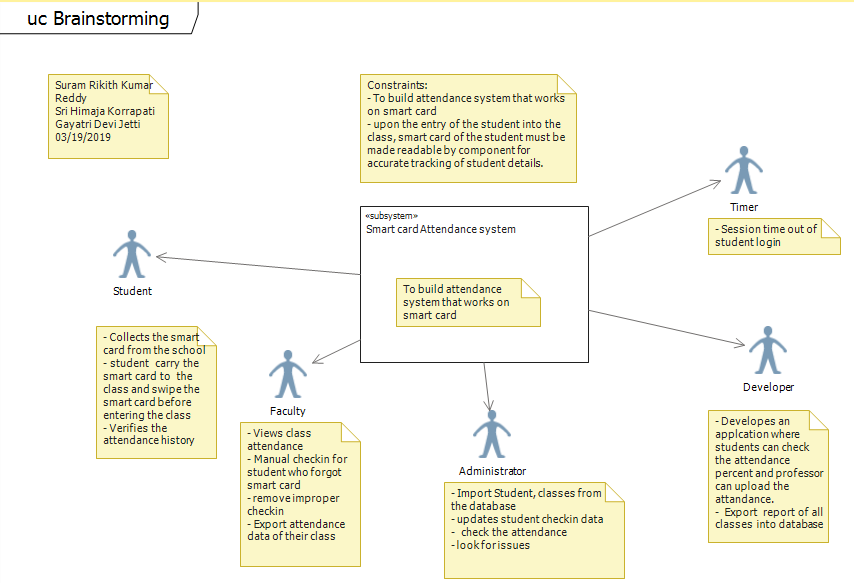 uc Brainstorming
Suram Rikith Kumar
Reddy
Sri Himaja Korrapati
Gayatri Devi Jetti
03/19/2019
Constraints:
- To build attendance system that works
on smart card
- upon the entry of the student into the
class, smart card of the student must be
made readable by component for
accurate tracking of student details.
Timer
- Session time out of
student login
«subsystem»
Smart card Attendance system
To build attendance
system that works on
smart card
Student
- Collects the smart
card from the school
- student carry the
smart card to the
class and swipe the
smart card before
entering the class
- Verifies the
attendance history
Faculty
- Views class
attendance
- Manual checkin for
student who forgot
smart card
- remove improper
checkin
- Export attendance
data of their class
Administrator
- Import Student, classes from
the database
- updates student checkin data
- check the attendance
- look for issues
Developer
- Developes an
applcation where
students can check
the attendance
percent and professor
can upload the
attandance.
- Export report of all
classes into database